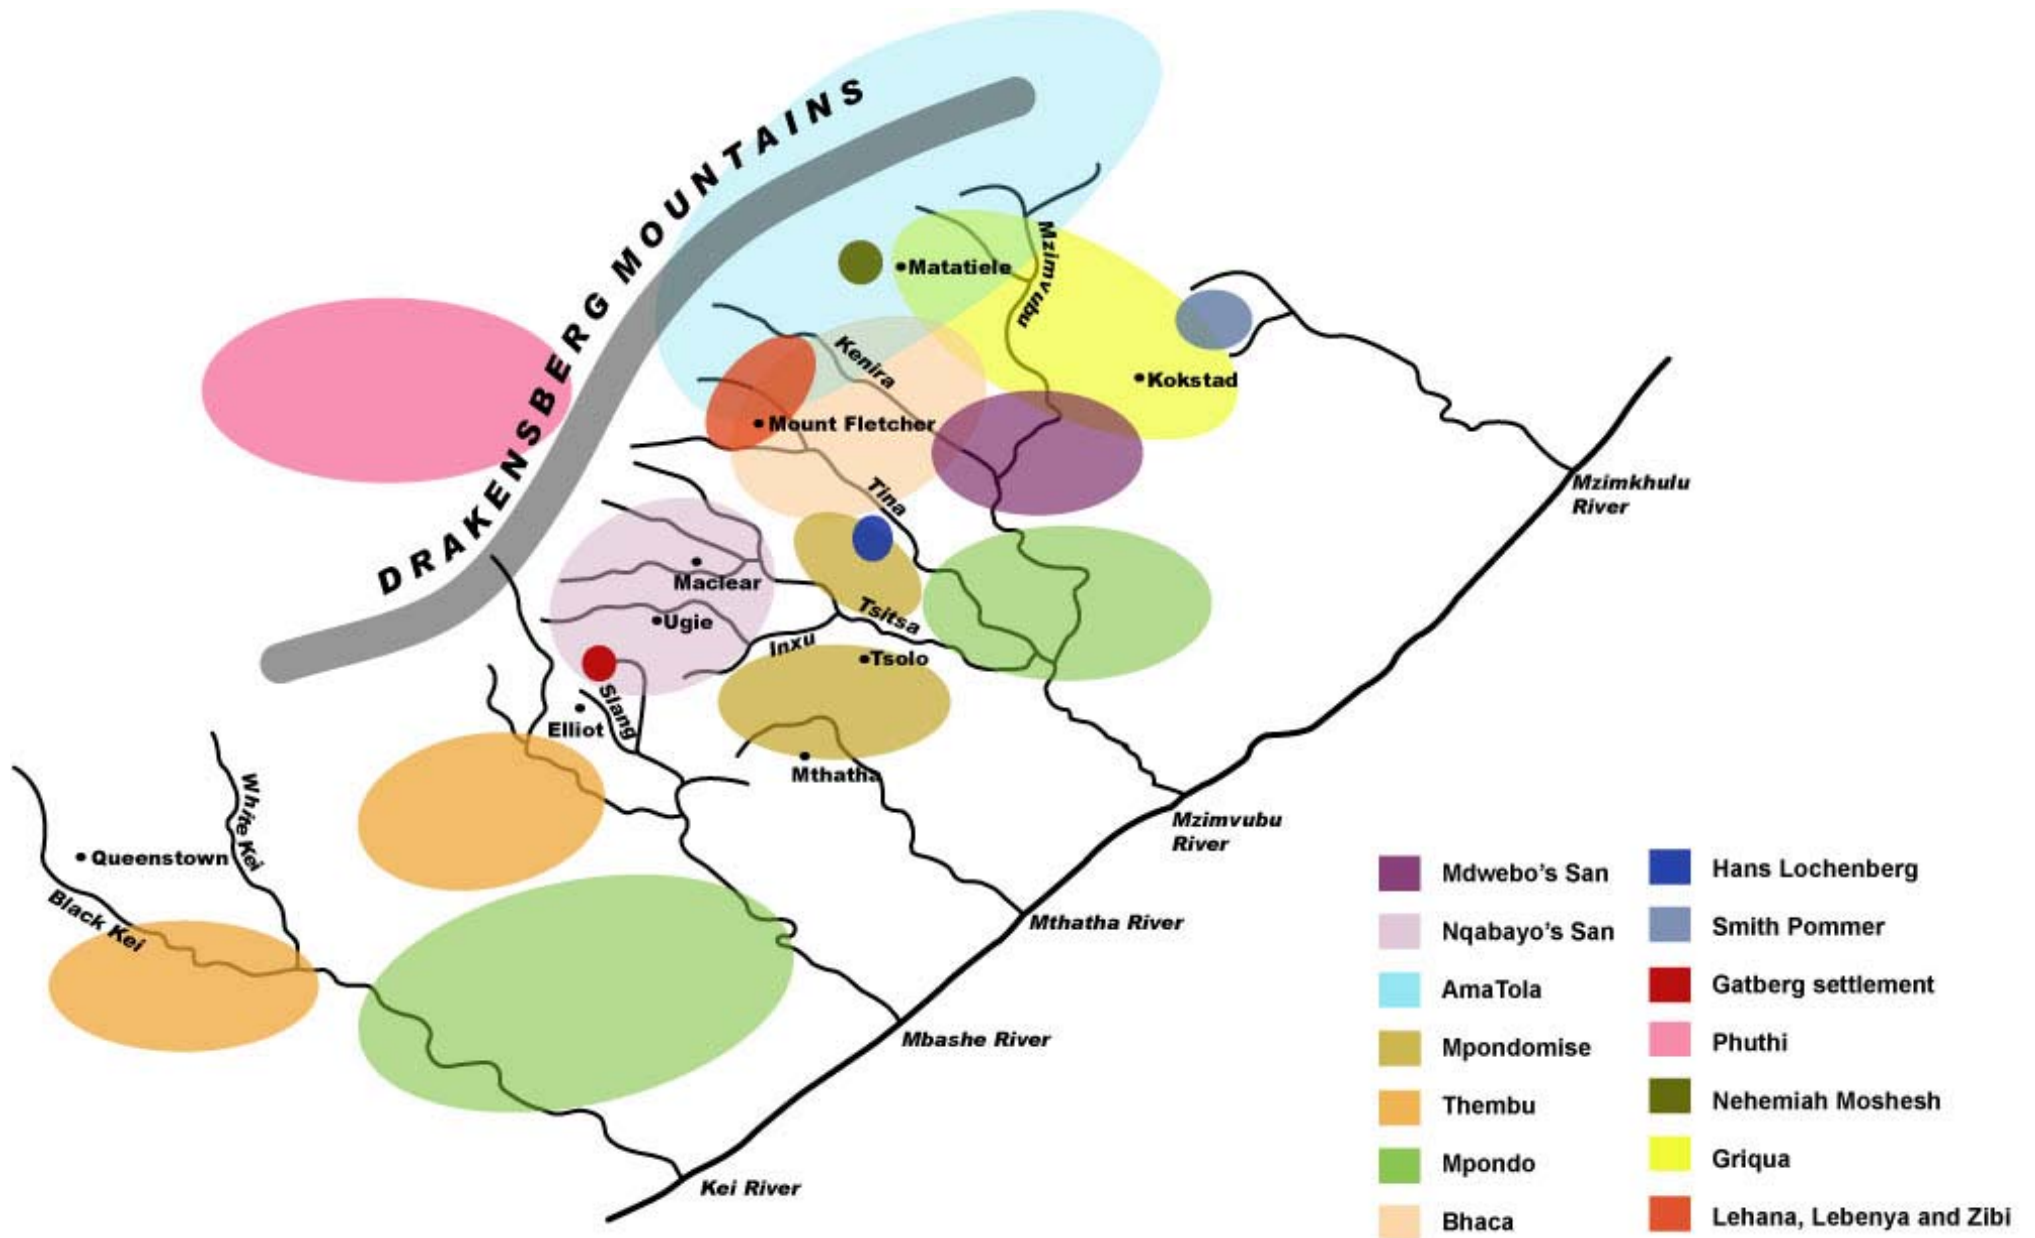 DRAKENSBERG MOUNTAINS
Mzimvubu
Matatiele
Kenira
Kokstad
Mount Fletcher
Mzimkhulu
River
Tina
Maclear
Tsitsa
Ugie
Inxu
Tsolo
Slang
Elliot
Mthatha
White Kei
Mzimvubu
River
Queenstown
Black Kei
Mthatha River
Mbashe River
Kei River
Mdwebo’s San
Nqabayo’s San
AmaTola
Mpondomise
Thembu
Mpondo
Bhaca
Hans Lochenberg
Smith Pommer
Gatberg settlement
Phuthi
Nehemiah Moshesh
Griqua
Lehana, Lebenya and Zibi